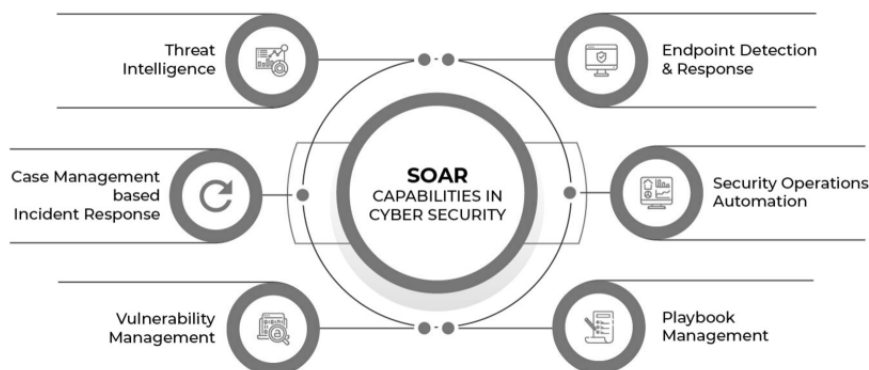 Threat
Intelligence
Endpoint Detection
& Response
Case Management
based
Incident Response
SOAR
CAPABILITIES IN
CYBER SECURITY
Security Operations
Automation
Vulnerability
Management
Playbook
Management